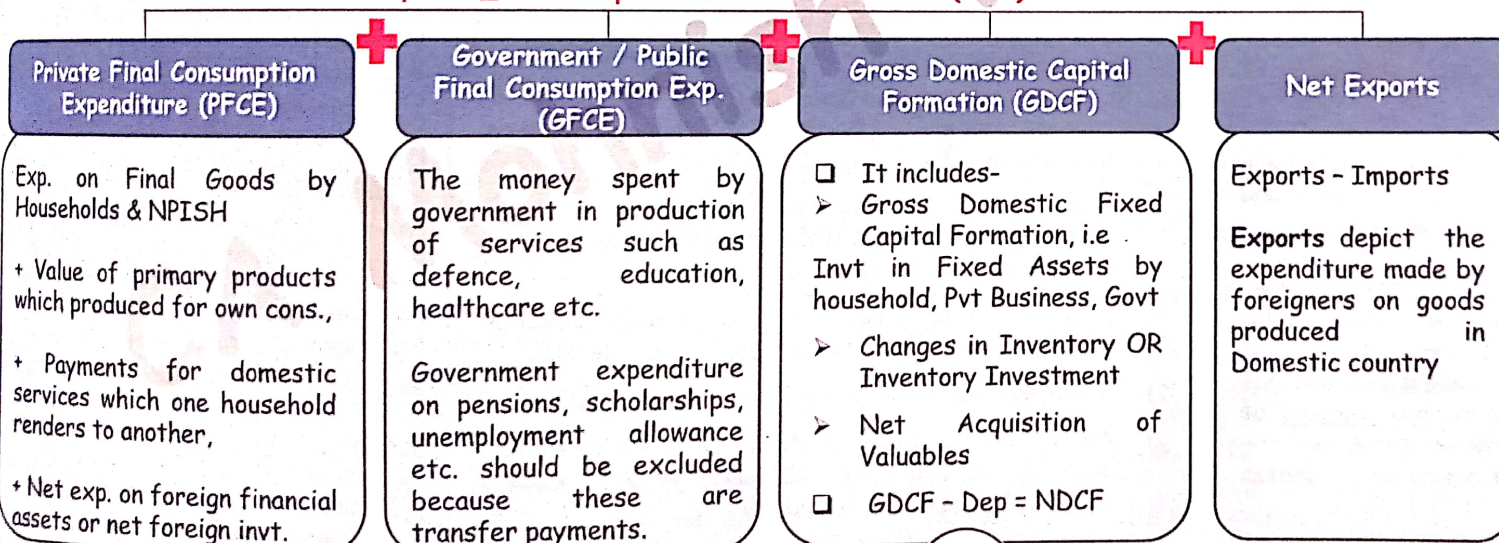 Private Final Consumption
Expenditure (PFCE)
Exp. on Final Goods by
Households & NPISH
+ Value of primary products
which produced for own cons.,
+ Payments for domestic
services which one household
renders to another,
+ Net exp. on foreign financial
assets or net foreign invt.
Government / Public
Final Consumption Exp.
(GFCE)
The money spent by
government in production
of services such as
defence, education,
healthcare etc.
Government expenditure
on pensions, scholarships,
unemployment allowance
etc. should be excluded
because these are
transfer payments.
Gross Domestic Capital
Formation (GDCF)
❑ It includes-
➢ Gross Domestic Fixed
Capital Formation, i.e .
Invt in Fixed Assets by
household, Pvt Business, Govt
➢ Changes in Inventory OR
Inventory Investment
➢ Net Acquisition of
Valuables
❑ GDCF - Dep = NDCF
Net Exports
Exports - Imports
Exports depict the
expenditure made by
foreigners on goods
produced in
Domestic country